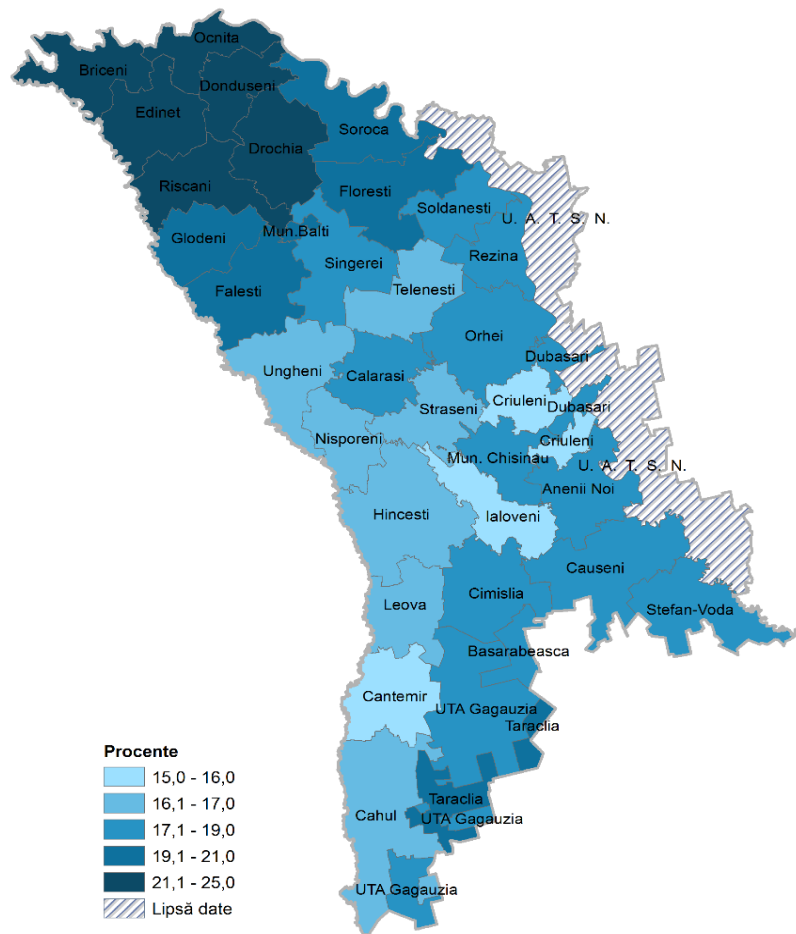 Ocnita
Briceni
Donduseni
Edinet
Soroca
Drochia
Riscani
Floresti
Soldanesti
U. A. T. S. N.
Glodeni
Mun.Balti
Rezina
Singerei
Falesti
Telenesti
Orhei
Dubasari
Ungheni
Calarasi
Criuleni
Dubasari
Straseni
Nisporeni
Criuleni
Mun. Chisinau
U. A. T. S. N.
Anenii Noi
Hincesti
Ialoveni
Causeni
Cimislia
Leova
Stefan-Voda
Basarabeasca
Cantemir
UTA Gagauzia
Taraclia
Procente
15,0 - 16,0
16,1 - 17,0
17,1 - 19,0
19,1 - 21,0
21,1 - 25,0
Lipsă date
Taraclia
Cahul
UTA Gagauzia
UTA Gagauzia